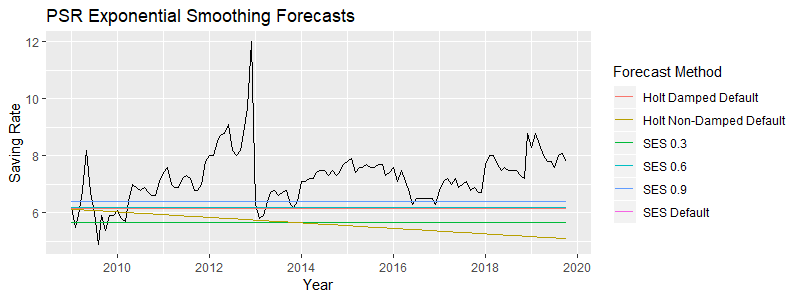 PSR Exponential Smoothing Forecasts
12
10
8
6
Saving Rate
2010
2012
2014
2016
2018
2020
Year
Forecast Method
Holt Damped Default
Holt Non-Damped Default
SES 0.3
SES 0.6
SES 0.9
SES Default